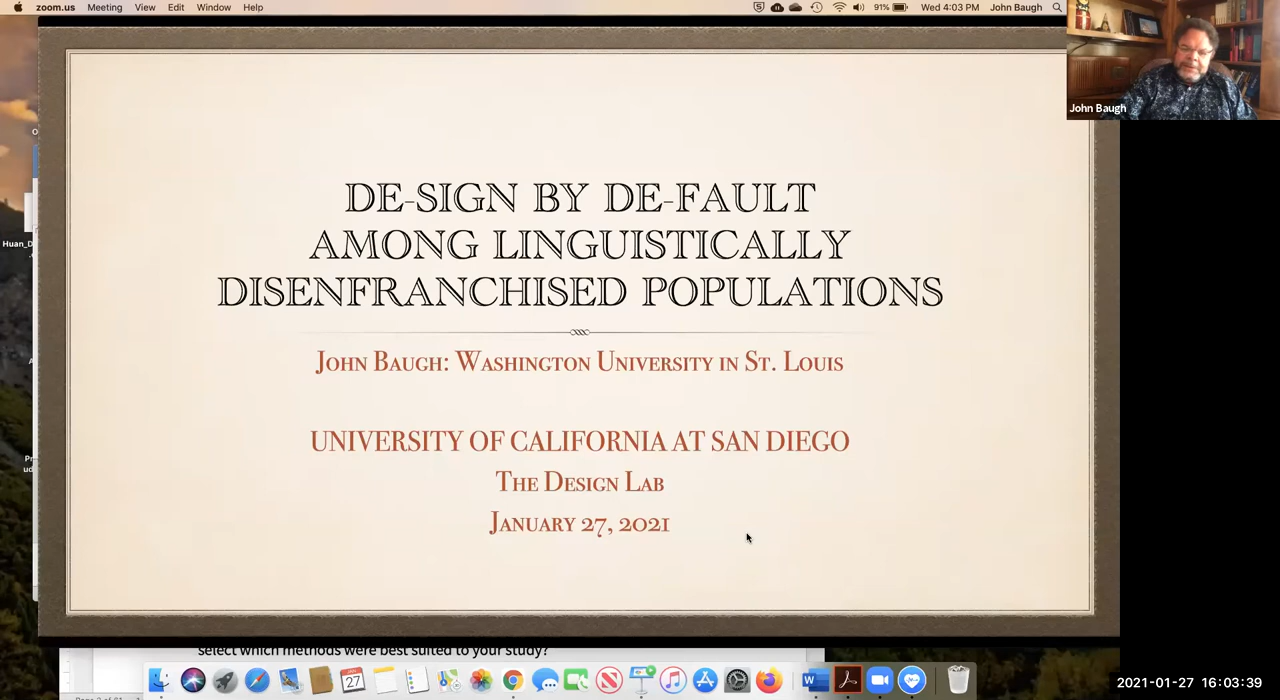 zoom.us Meeting View Edit Window Help 91% Wed 4:03 PM John Baugh
John Baugh
DE-SIGN BY DE-FAULT
AMONG LINGUISTICALLY
DISENFRANCHISED POPULATIONS
John Baugh: Washington University in St. Louis
UNIVERSITY OF CALIFORNIA AT SAN DIEGO
The Design Lab
January 27, 2021
Huan_D
select which methods were best suited to your study?
27
2021-01-27 16:03:39